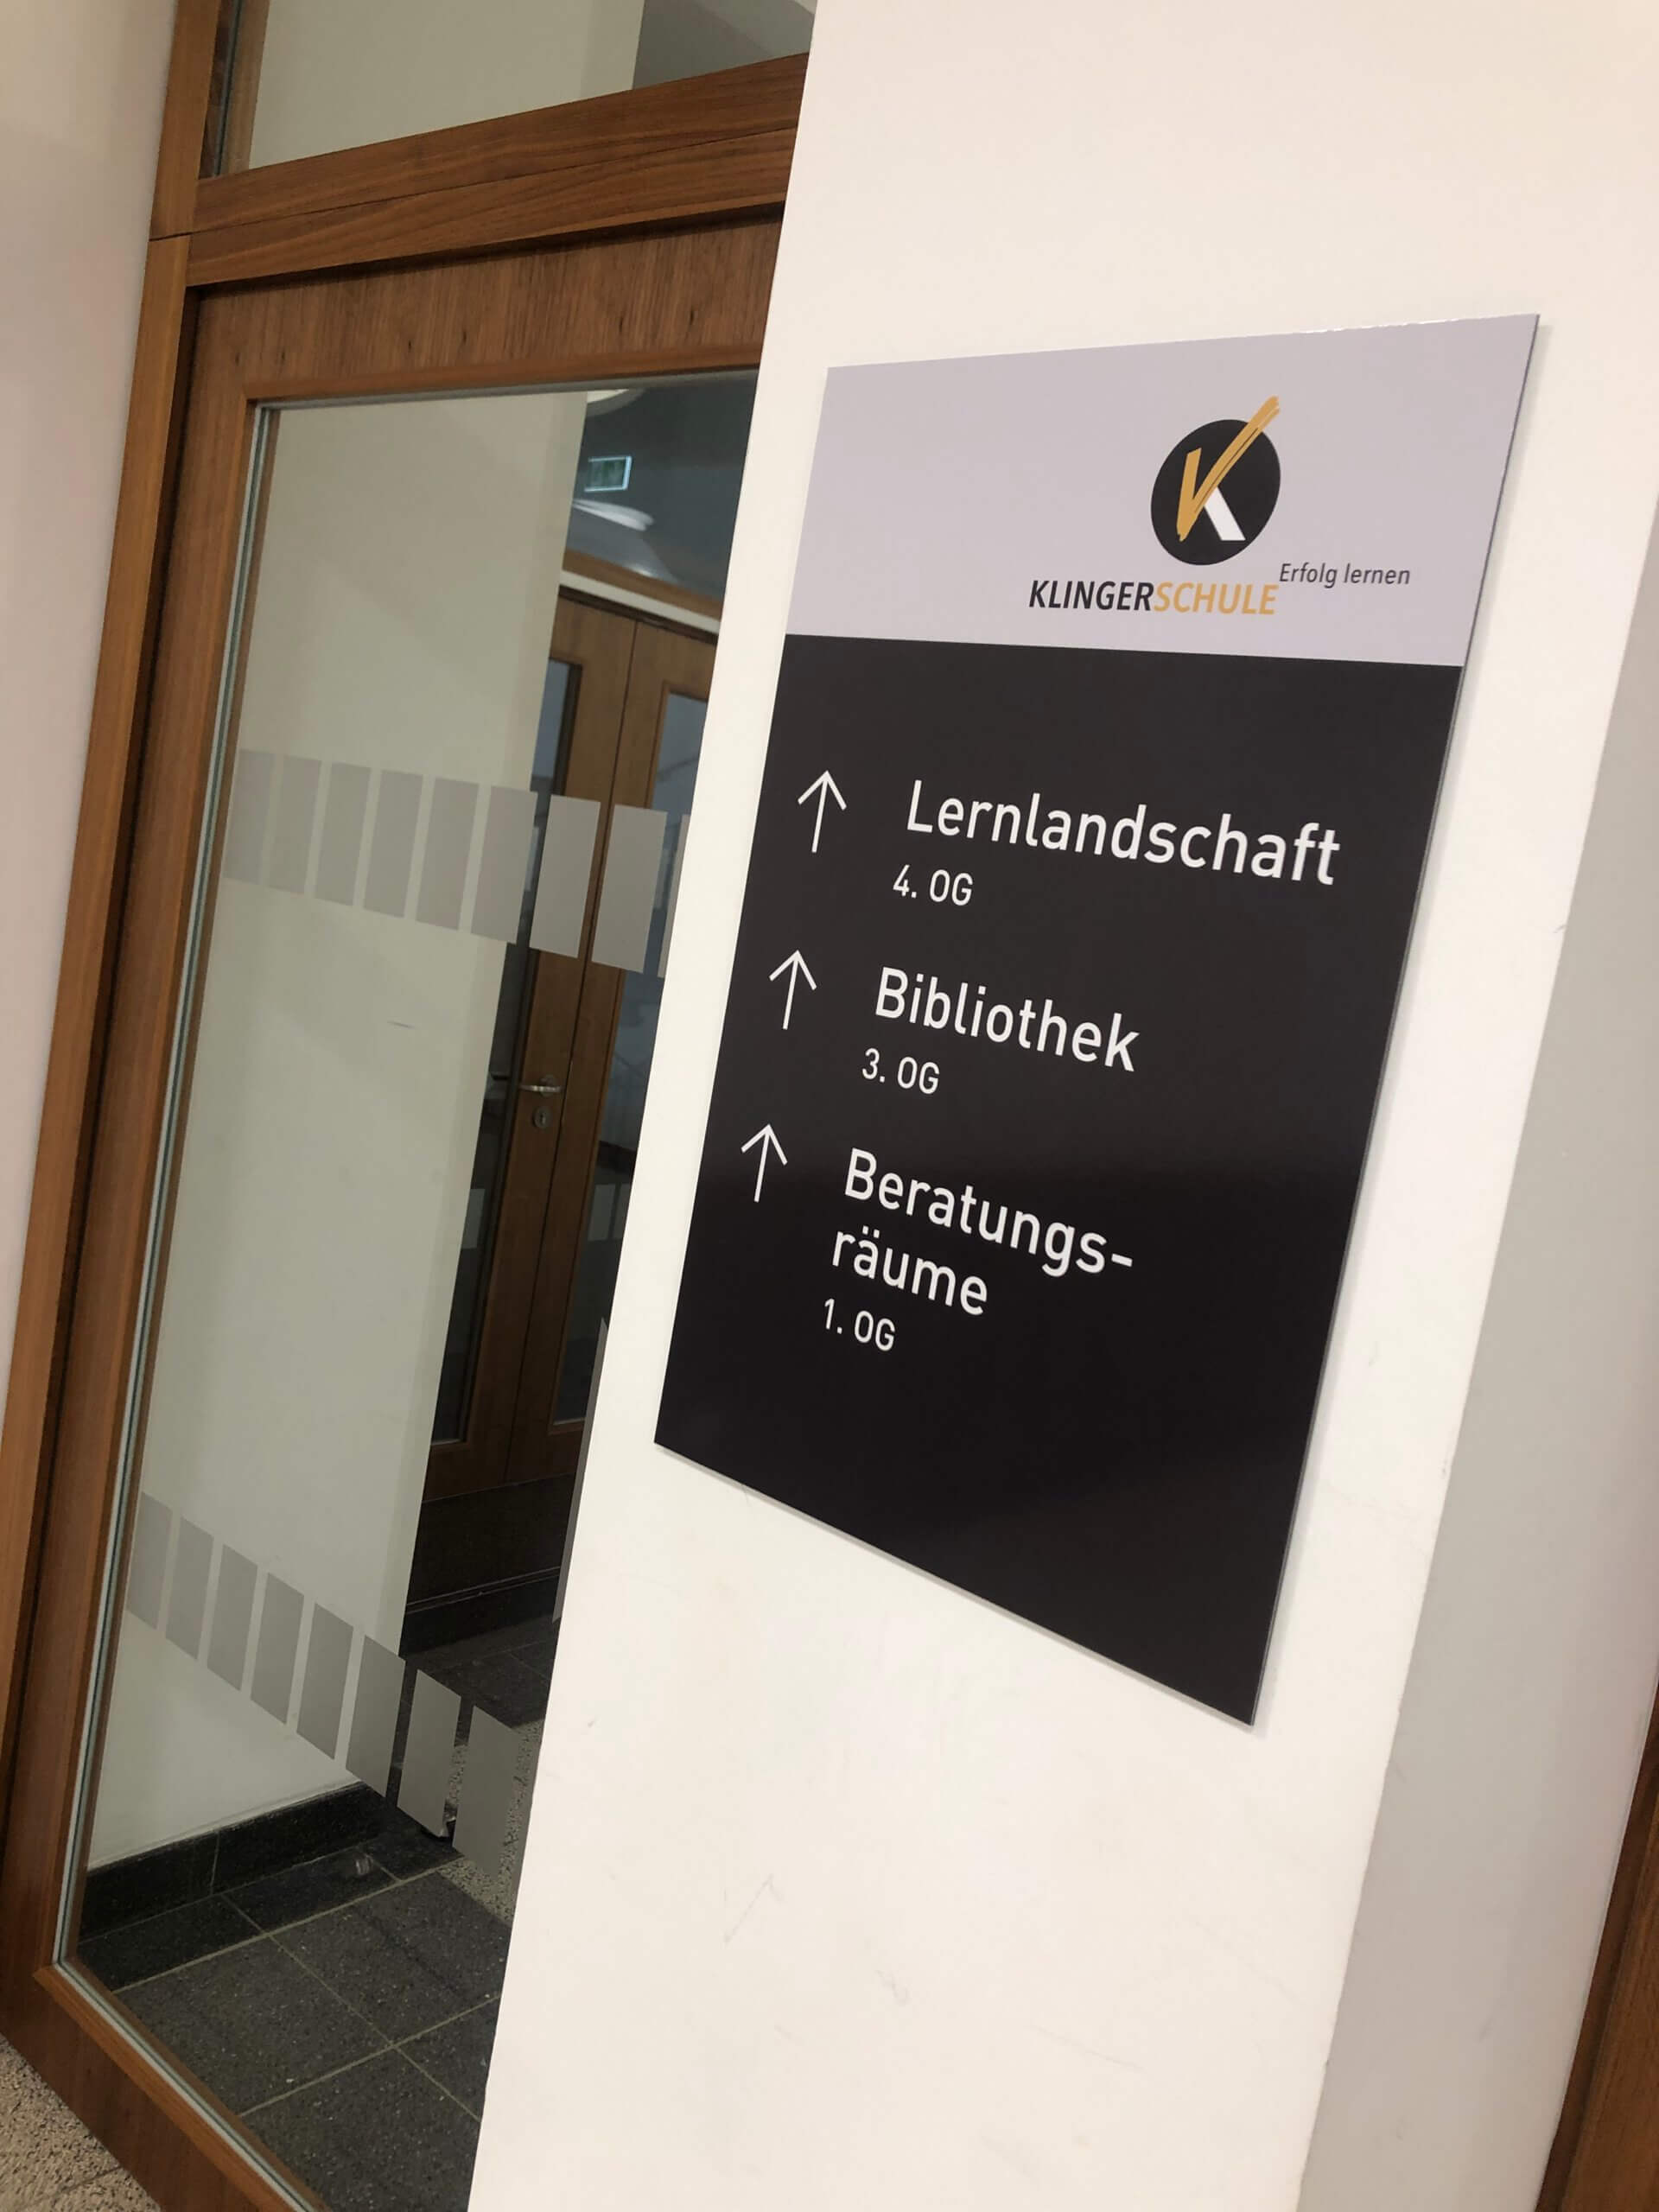 Erfolg lernen
KLINGERSCHULE
Lernlandschaft
4. OG
Bibliothek
3. OG
Beratungs-
räume
1. OG